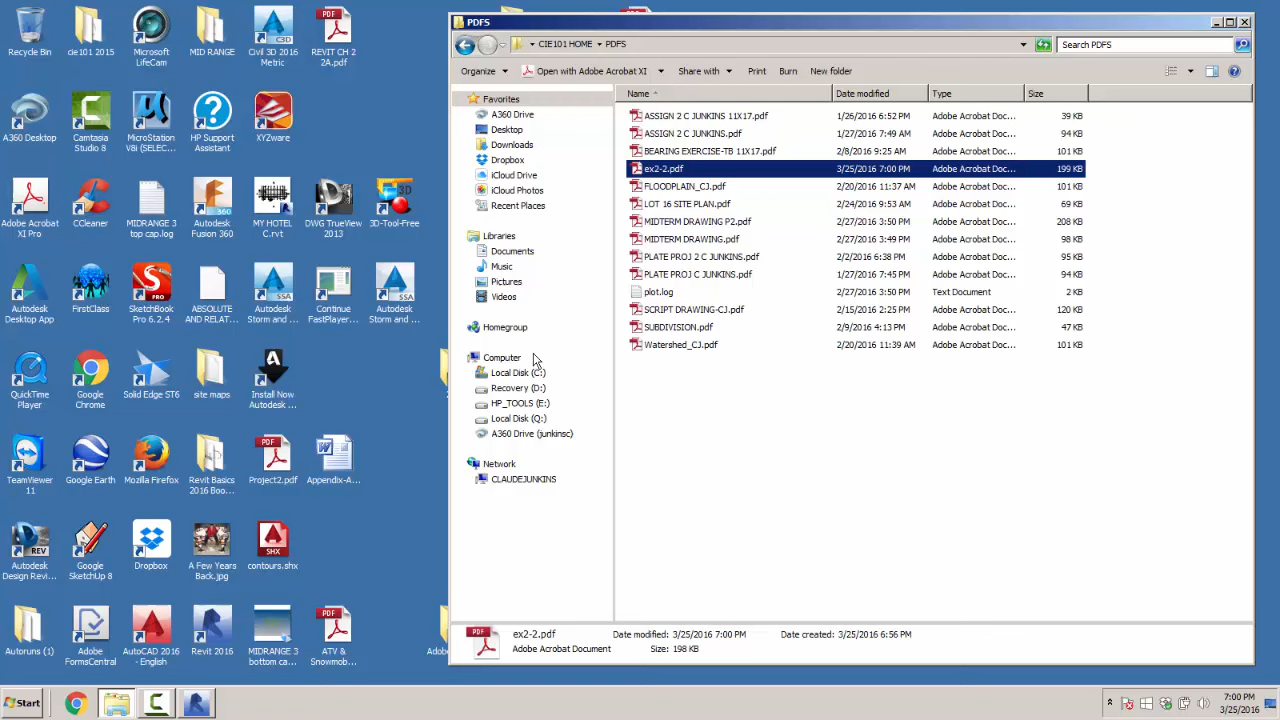 Recycle Bin
cie101 2015
Microsoft LifeCam
MID RANGE
Civil 3D 2016 Metric
REVIT CH 2 2A.pdf
A360 Desktop
Camtasia Studio 8
MicroStation V8i (SELEC...
HP Support Assistant
XYZware
Adobe Acrobat XI Pro
CCleaner
MIDRANGE 3 top cap.log
Autodesk Fusion 360
MY HOTEL C.rvt
DWG TrueView 2013
3D-Tool-Free
Autodesk Desktop App
FirstClass
SketchBook Pro 6.2.4
ABSOLUTE AND RELAT...
Autodesk Storm and ...
Continue FastPlayer...
Autodesk Storm and ...
QuickTime Player
Google Chrome
Solid Edge ST6
site maps
Install Now Autodesk ...
TeamViewer 11
Google Earth
Mozilla Firefox
Revit Basics 2016 Boo...
Project2.pdf
Appendix-A...
Autodesk Design Revi...
Google SketchUp 8
Dropbox
A Few Years Back.jpg
contours.shx
Autoruns (1)
Adobe FormsCentral
AutoCAD 2016 - English
Revit 2016
MIDRANGE 3 bottom ca...
ATV & Snowmob...
Adob
PDFS
CIE101 HOME PDFS
Search PDFS
Organize Open with Adobe Acrobat XI Share with Print Burn New folder
Favorites
A360 Drive
Desktop
Downloads
Dropbox
iCloud Drive
iCloud Photos
Recent Places
Libraries
Documents
Music
Pictures
Videos
Homegroup
Computer
Local Disk (C:)
Recovery (D:)
HP_TOOLS (E:)
Local Disk (Q:)
A360 Drive (junkinsc)
Network
CLAUDEJUNKINS
Name Date modified Type Size
ASSIGN 2 C JUNKINS 11X17.pdf 1/26/2016 6:52 PM Adobe Acrobat Doc... 39 KB
ASSIGN 2 C JUNKINS.pdf 1/27/2016 7:49 AM Adobe Acrobat Doc... 94 KB
BEARING EXERCISE-TB 11X17.pdf 2/8/2016 9:25 AM Adobe Acrobat Doc... 101 KB
ex2-2.pdf 3/25/2016 7:00 PM Adobe Acrobat Doc... 199 KB
FLOODPLAIN_CJ.pdf 2/20/2016 11:37 AM Adobe Acrobat Doc... 101 KB
LOT 16 SITE PLAN.pdf 2/24/2016 9:53 AM Adobe Acrobat Doc... 69 KB
MIDTERM DRAWING P2.pdf 2/27/2016 3:50 PM Adobe Acrobat Doc... 208 KB
MIDTERM DRAWING.pdf 2/27/2016 3:49 PM Adobe Acrobat Doc... 98 KB
PLATE PROJ 2 C JUNKINS.pdf 2/2/2016 6:38 PM Adobe Acrobat Doc... 95 KB
PLATE PROJ C JUNKINS.pdf 1/27/2016 7:45 PM Adobe Acrobat Doc... 94 KB
plot.log 2/27/2016 3:50 PM Text Document 2 KB
SCRIPT DRAWING-CJ.pdf 2/15/2016 2:25 PM Adobe Acrobat Doc... 120 KB
SUBDIVISION.pdf 2/9/2016 4:13 PM Adobe Acrobat Doc... 47 KB
Watershed_CJ.pdf 2/20/2016 11:39 AM Adobe Acrobat Doc... 101 KB
ex2-2.pdf Date modified: 3/25/2016 7:00 PM Date created: 3/25/2016 6:56 PM
Adobe Acrobat Document Size: 198 KB
Start
7:00 PM
3/25/2016